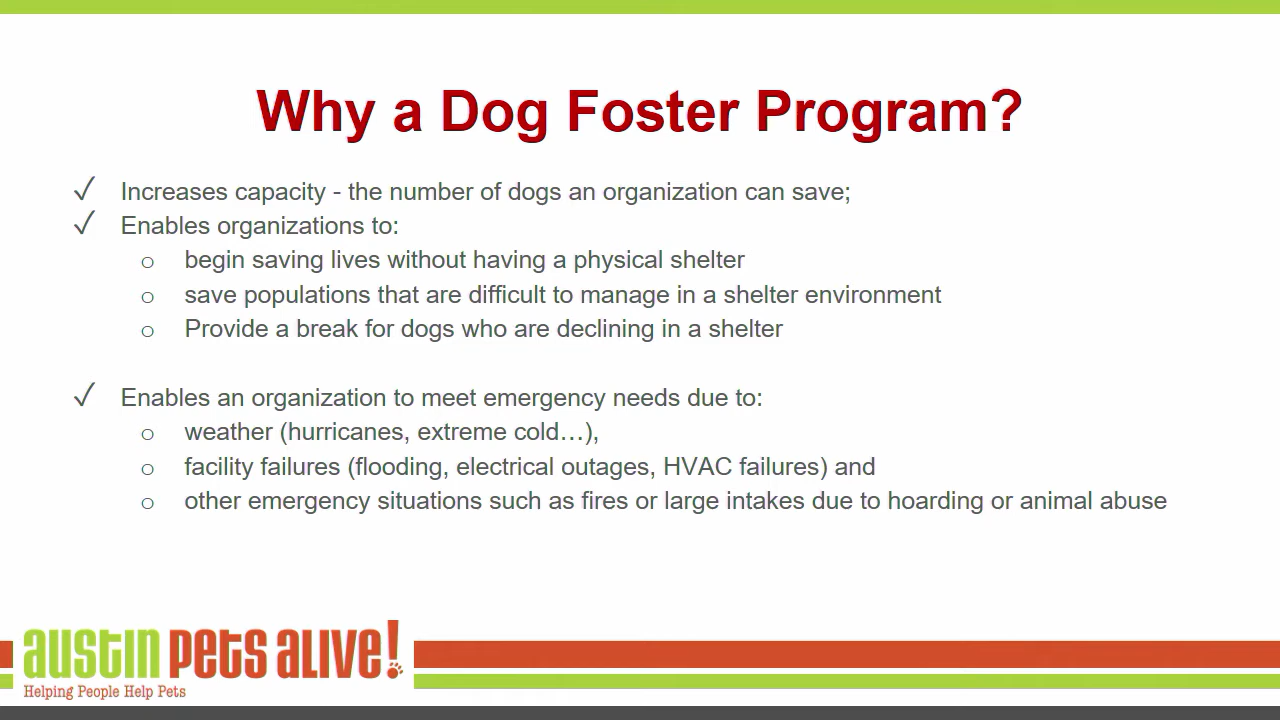 Why a Dog Foster Program?
✓ Increases capacity - the number of dogs an organization can save;
✓ Enables organizations to:
o begin saving lives without having a physical shelter
o save populations that are difficult to manage in a shelter environment
o Provide a break for dogs who are declining in a shelter
✓ Enables an organization to meet emergency needs due to:
o weather (hurricanes, extreme cold…),
o facility failures (flooding, electrical outages, HVAC failures) and
o other emergency situations such as fires or large intakes due to hoarding or animal abuse
austin pets alive!
Helping People Help Pets